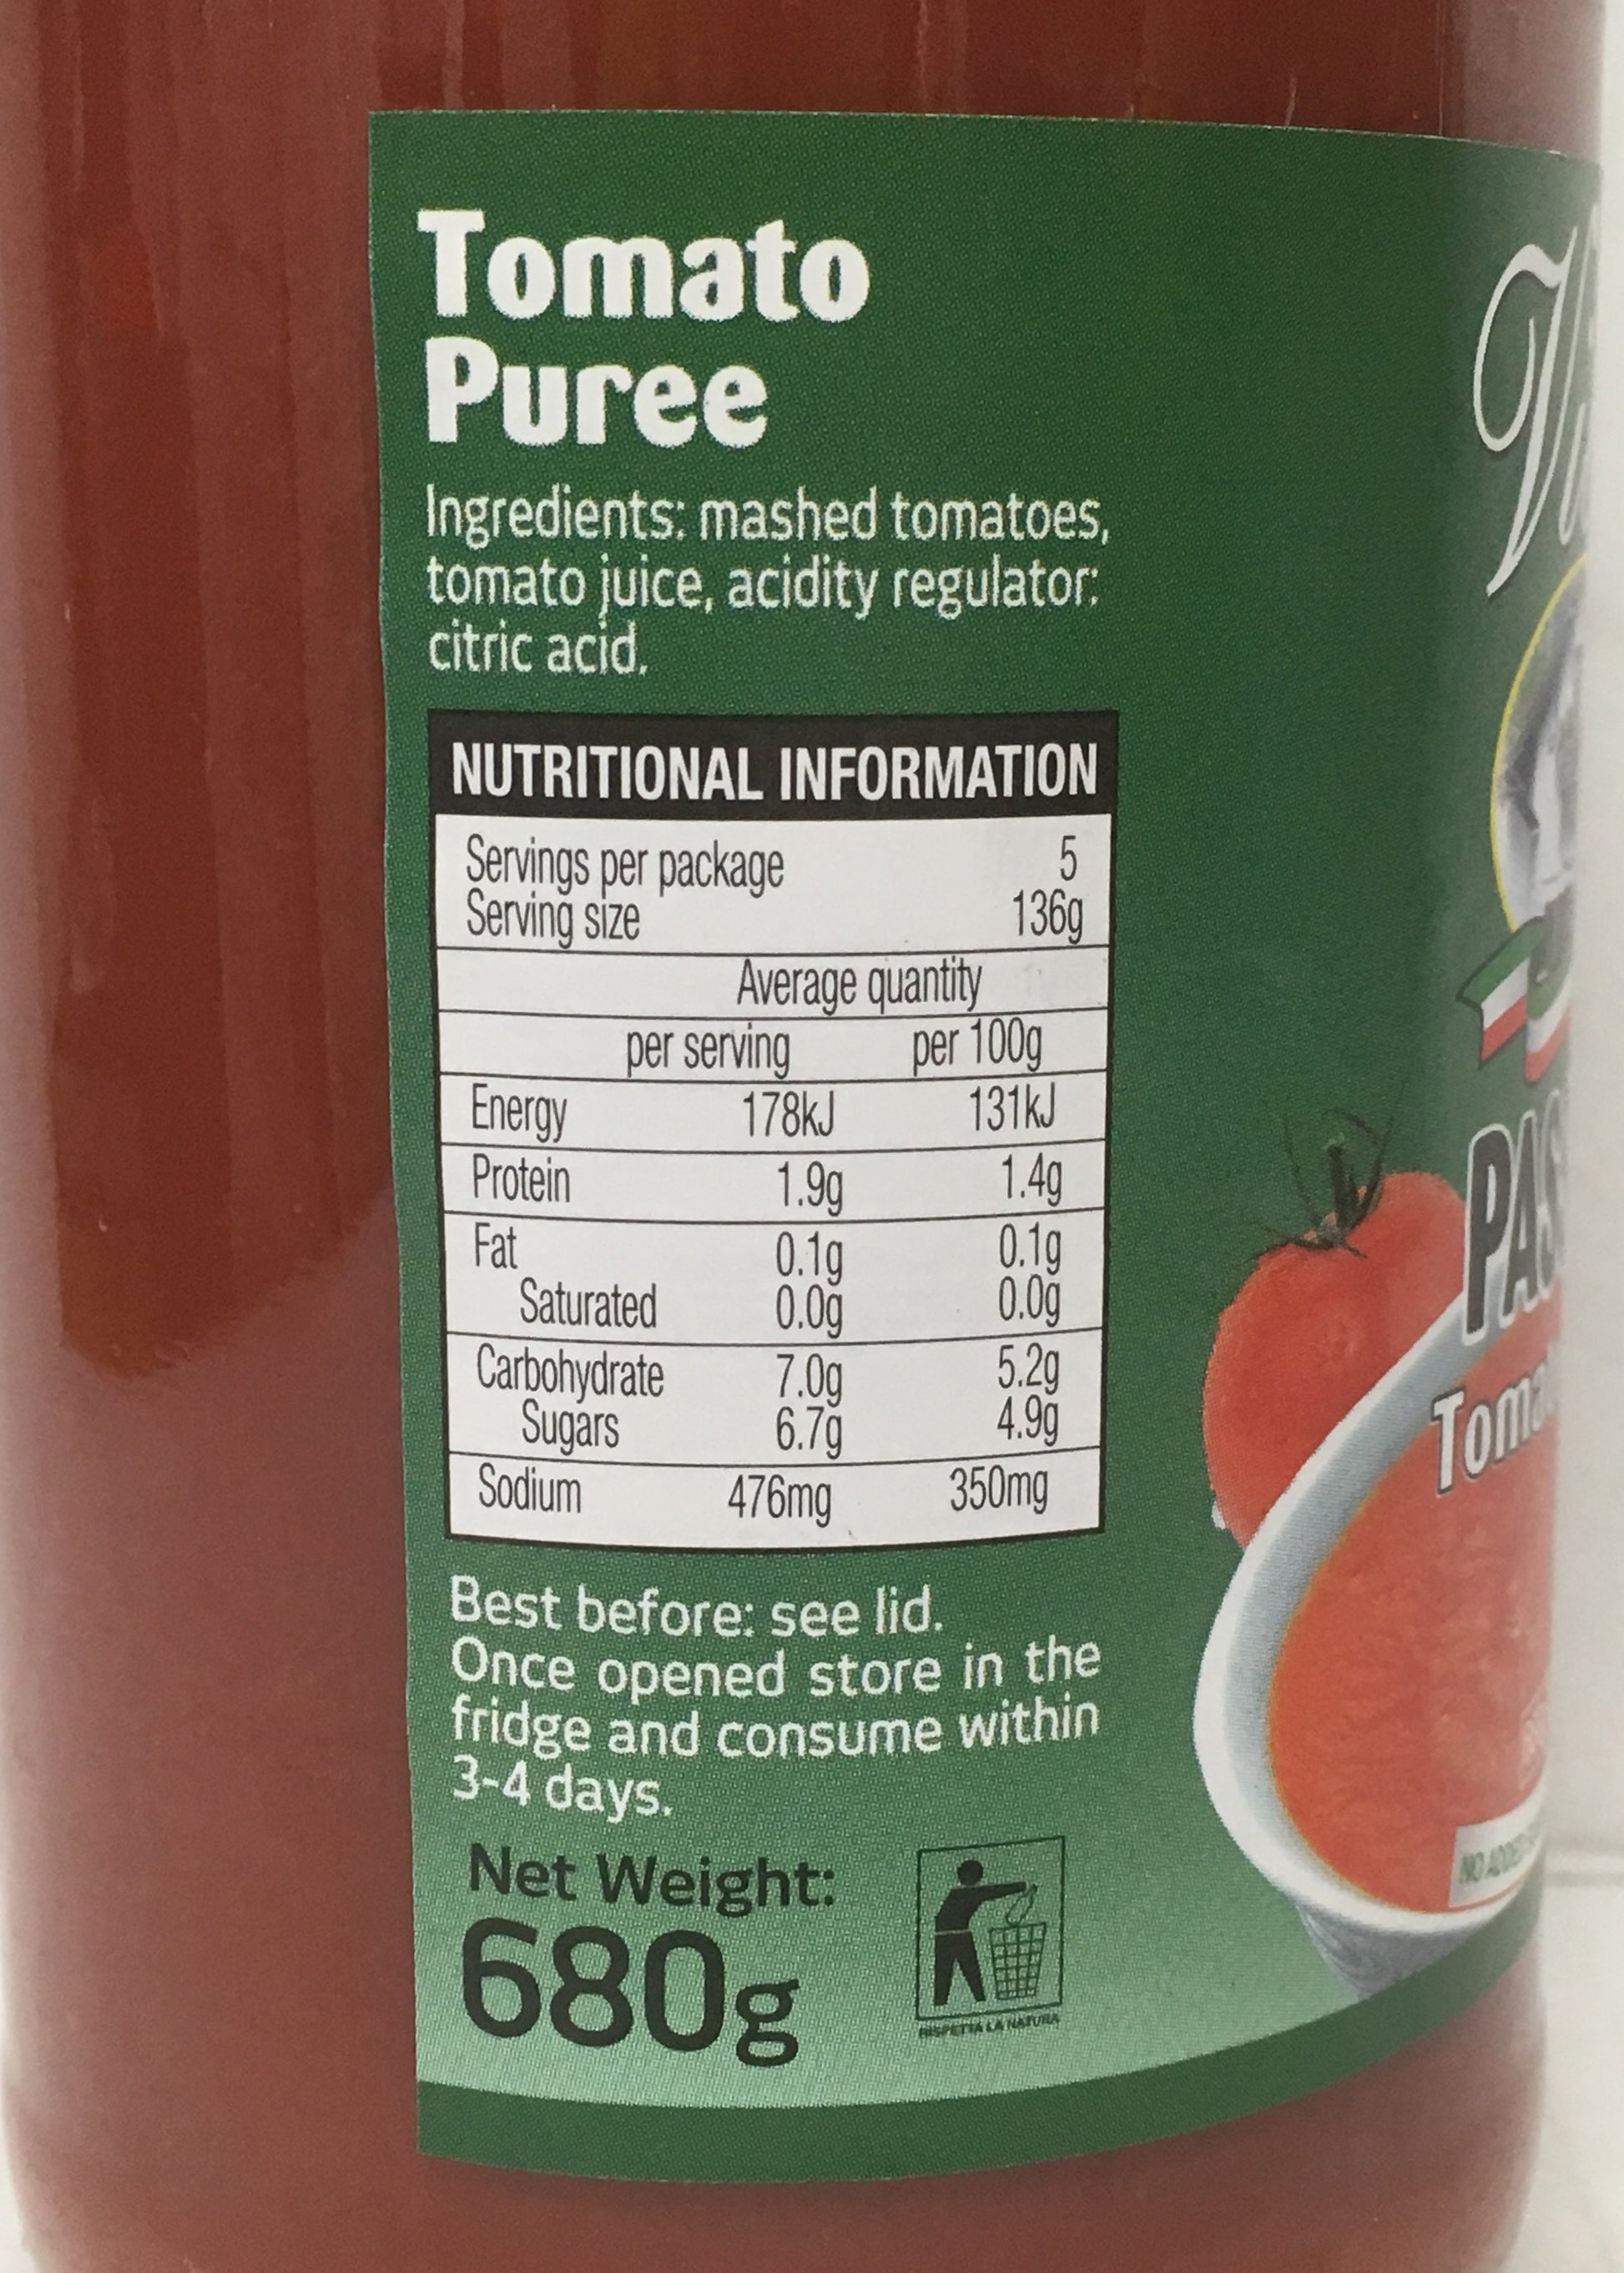 Tomato
Puree
Ingredients: mashed tomatoes,
tomato juice, acidity regulator:
citric acid.
NUTRITIONAL INFORMATION
Servings per package 5
Serving size 136g
Average quantity
per serving per 100g
Energy 178kJ 131kJ
Protein 1.9g 1.4g
Fat 0.1g 0.1g
Saturated 0.0g 0.0g
Carbohydrate 7.0g 5.2g
Sugars 6.7g 4.9g
Sodium 476mg 350mg
Best before: see lid.
Once opened store in the
fridge and consume within
3-4 days.
Net Weight:
680g
RISPETTA LA NATURA
NO